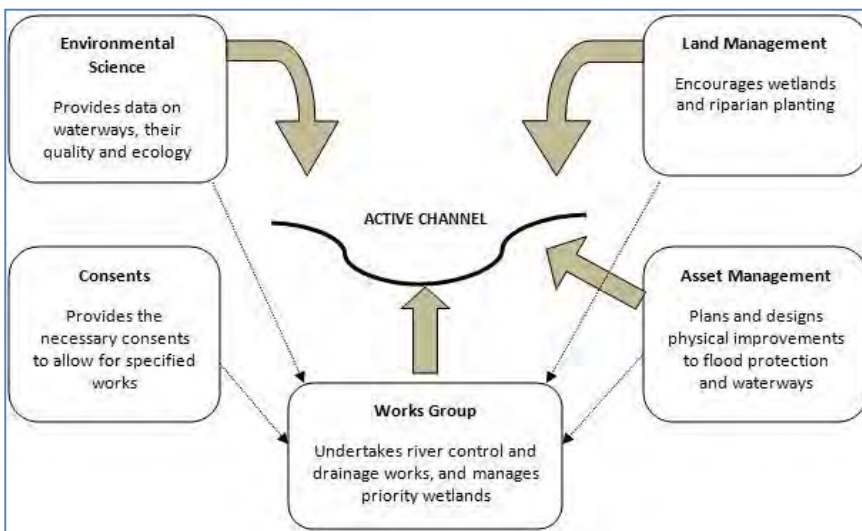 Environmental
Science
Provides data on
waterways, their
quality and ecology
Land Management
Encourages wetlands
and riparian planting
ACTIVE CHANNEL
Consents
Provides the
necessary consents
to allow for specified
works
Asset Management
Plans and designs
physical improvements
to flood protection
and waterways
Works Group
Undertakes river control and
drainage works, and manages
priority wetlands